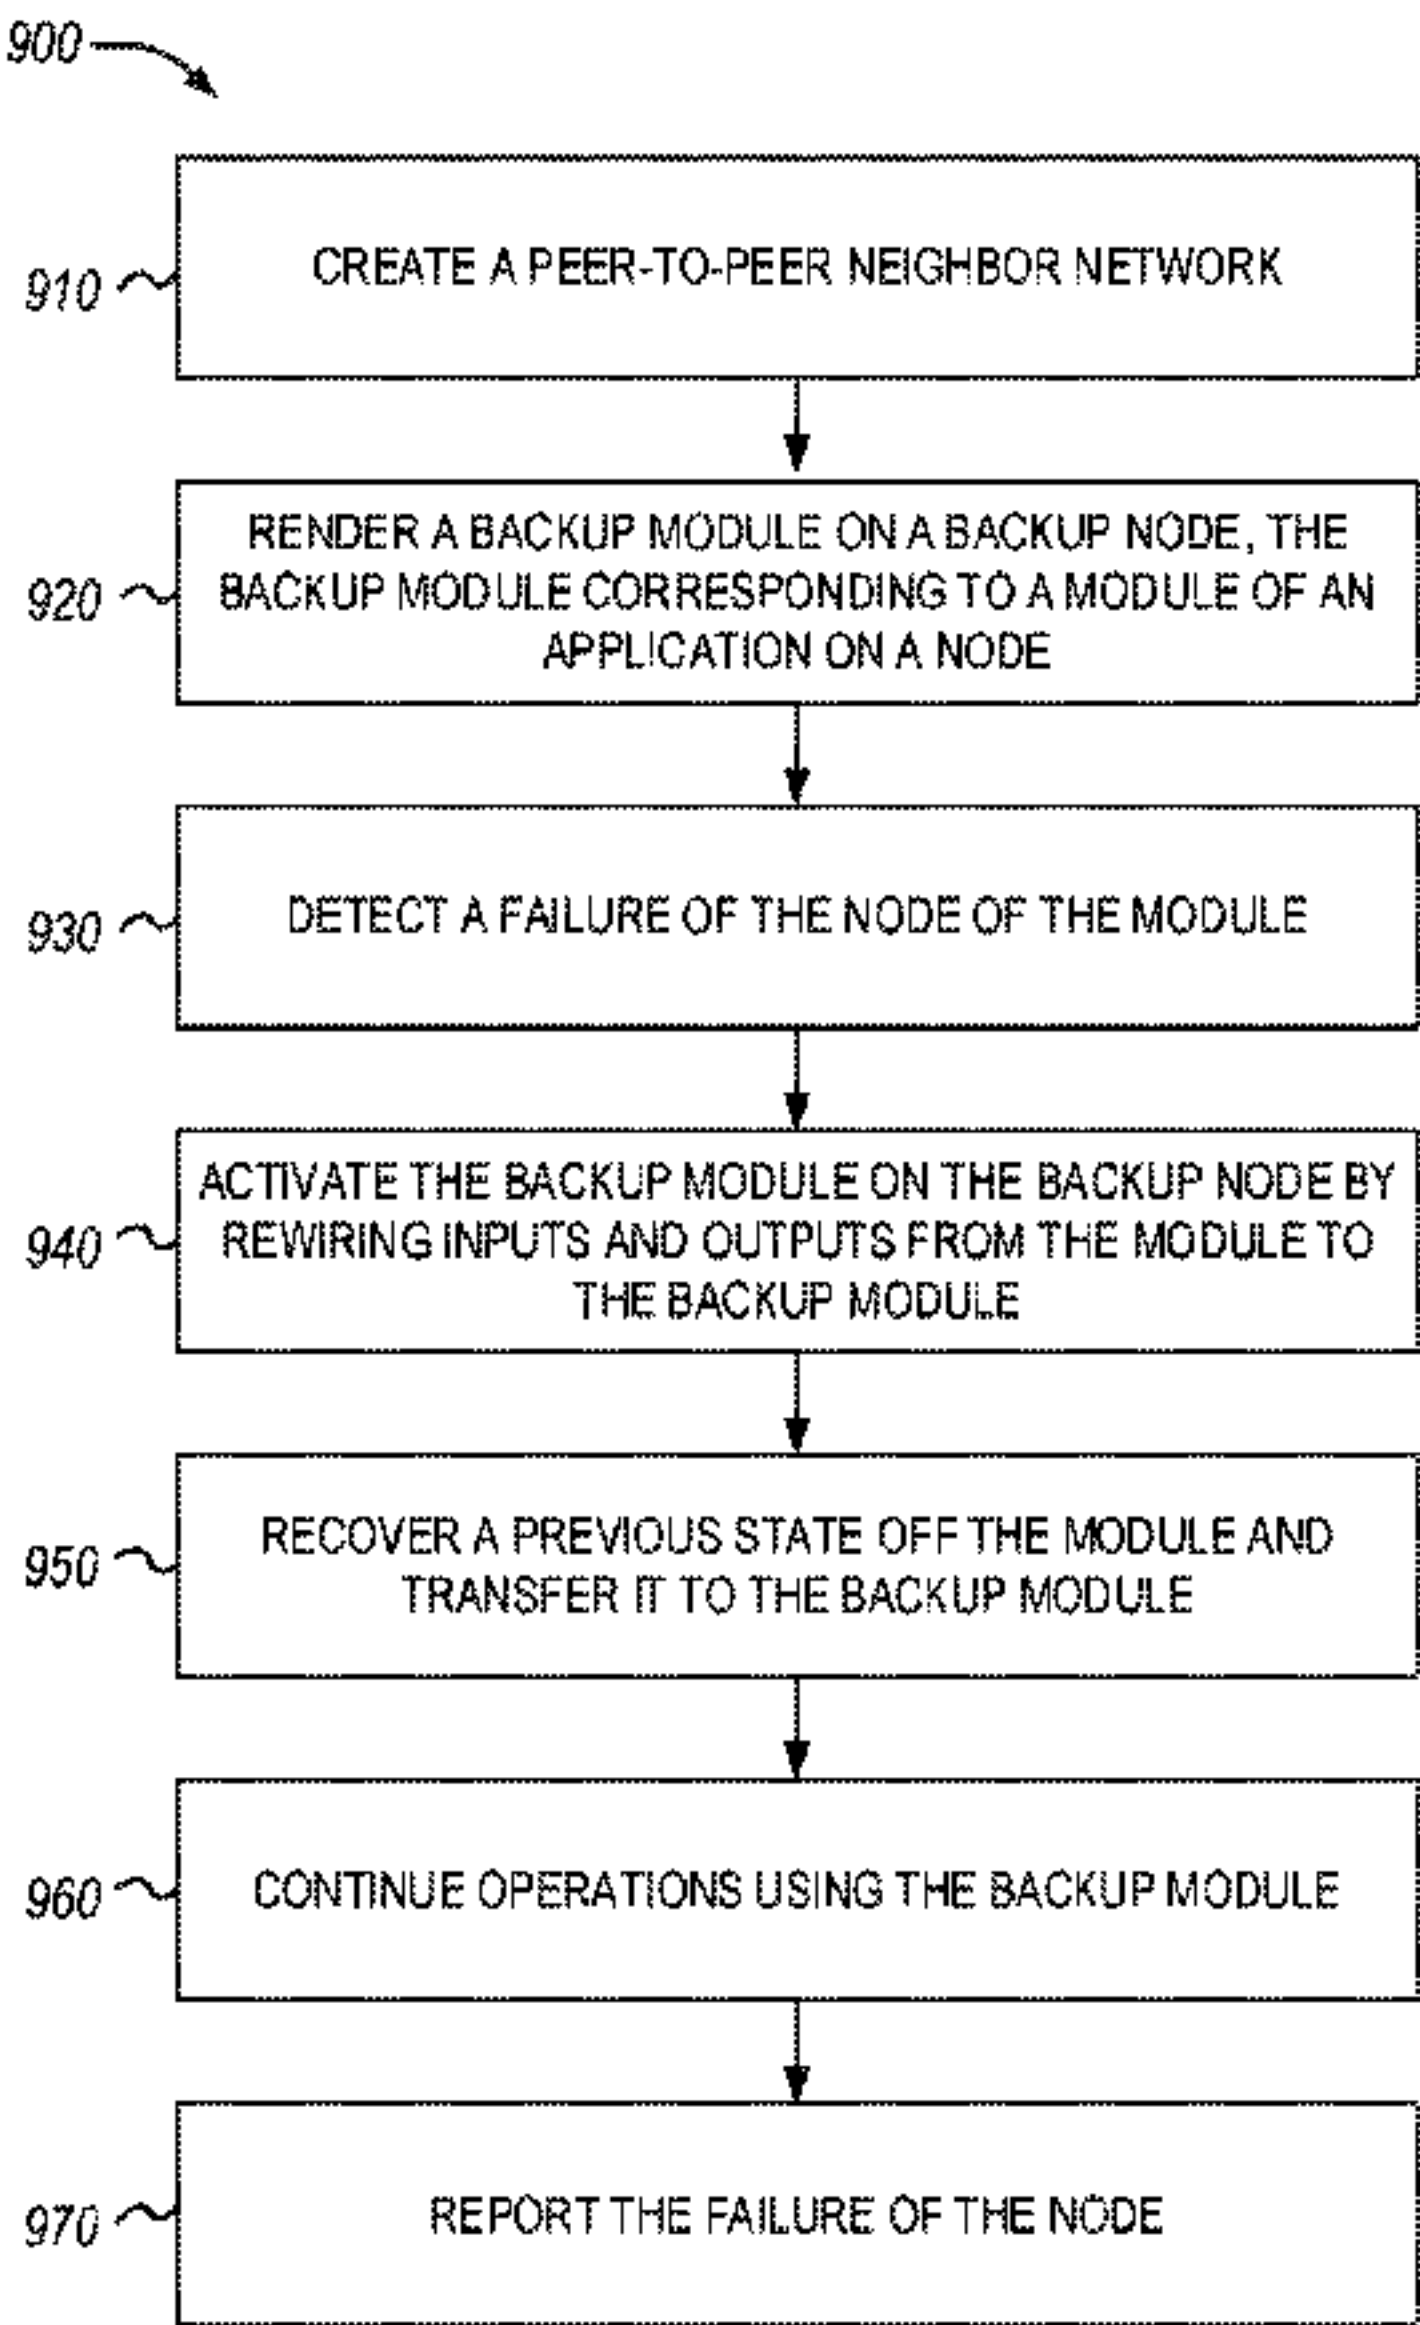 900
910
CREATE A PEER-TO-PEER NEIGHBOR NETWORK
920
RENDER A BACKUP MODULE ON A BACKUP NODE, THE
BACKUP MODULE CORRESPONDING TO A MODULE OF AN
APPLICATION ON A NODE
930
DETECT A FAILURE OF THE NODE OF THE MODULE
940
ACTIVATE THE BACKUP MODULE ON THE BACKUP NODE BY
REWIRING INPUTS AND OUTPUTS FROM THE MODULE TO
THE BACKUP MODULE
950
RECOVER A PREVIOUS STATE OFF THE MODULE AND
TRANSFER IT TO THE BACKUP MODULE
960
CONTINUE OPERATIONS USING THE BACKUP MODULE
970
REPORT THE FAILURE OF THE NODE